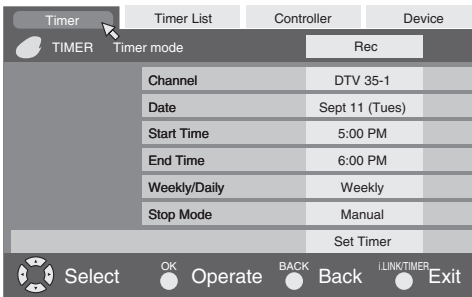 Timer Timer List Controller Device
TIMER Timer mode Rec
Channel DTV 35-1
Date Sept 11 (Tues)
Start Time 5:00 PM
End Time 6:00 PM
Weekly/Daily Weekly
Stop Mode Manual
Set Timer
Select OK Operate BACK Back i.LINK/TIMER Exit